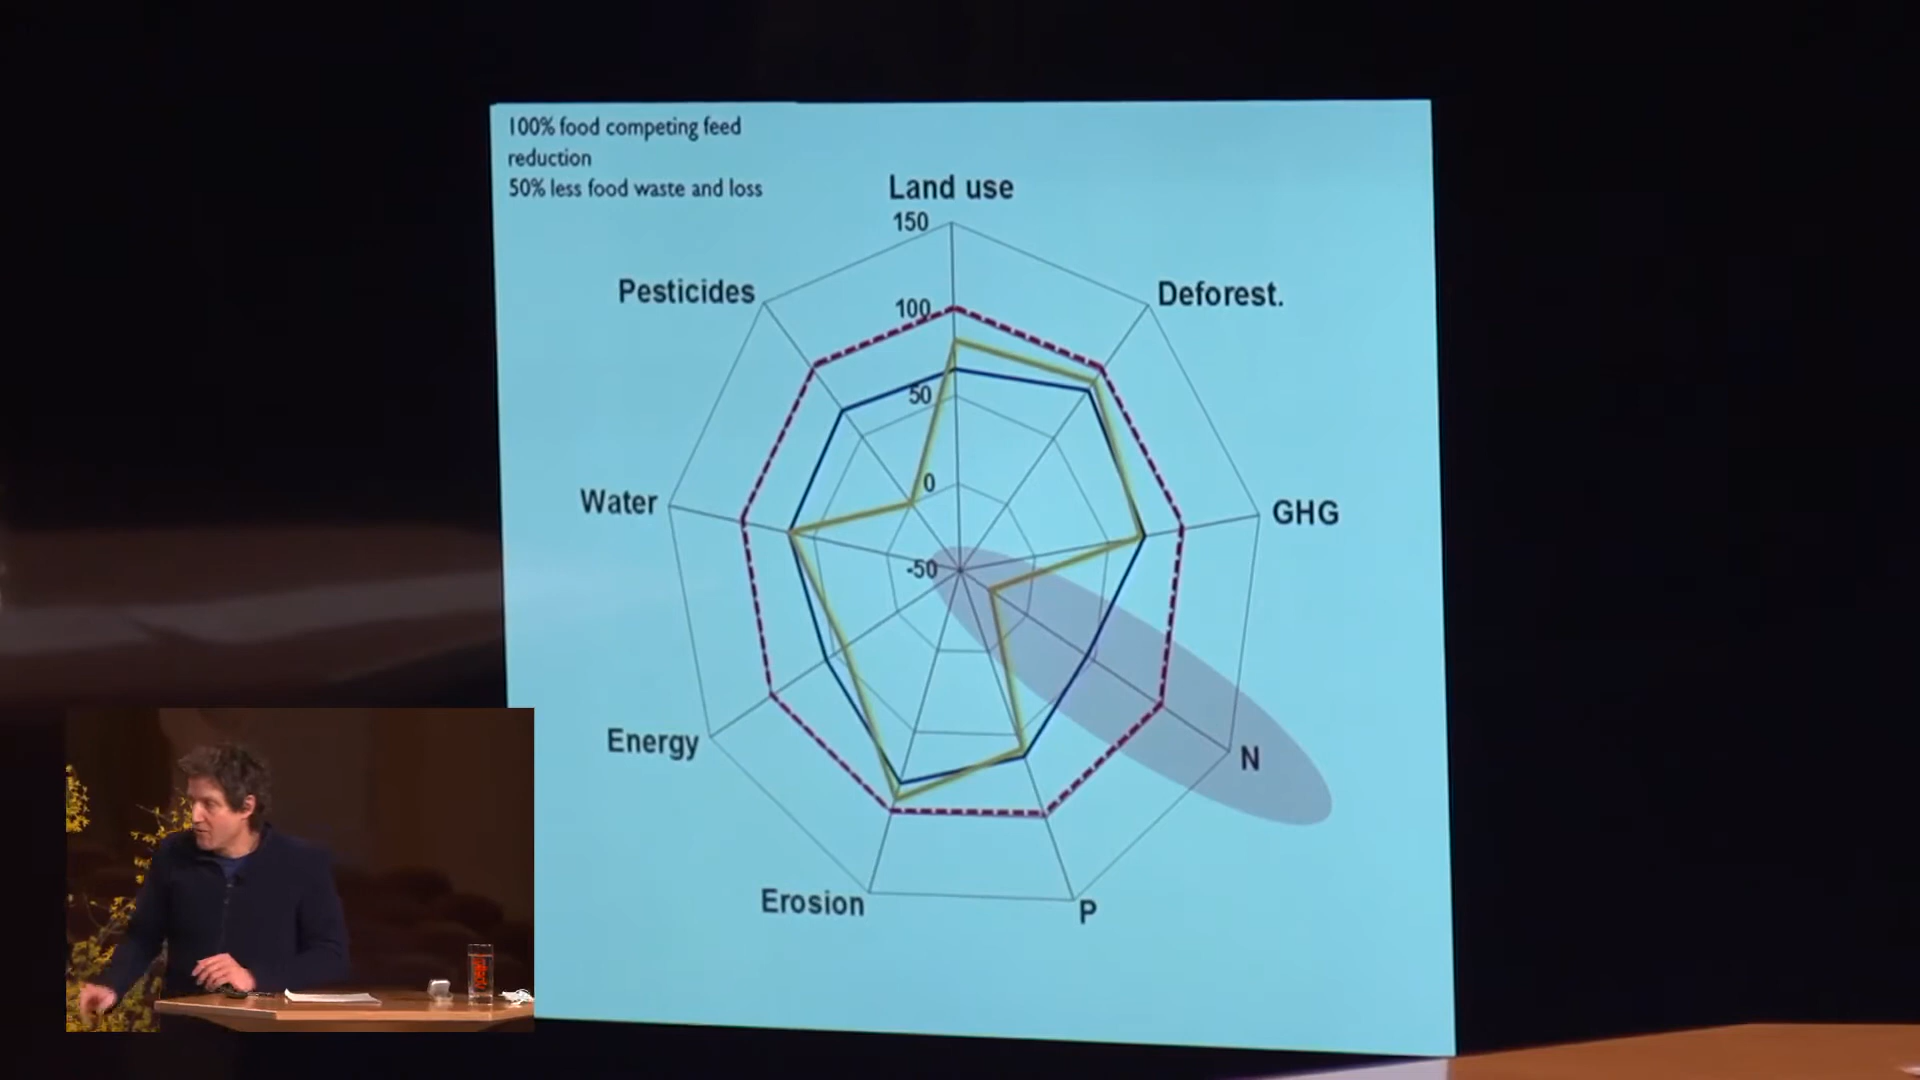 100% food competing feed
reduction
50% less food waste and loss
Land use
150
Pesticides
Deforest.
100
50
Water
0
GHG
-50
Energy
N
Erosion
P